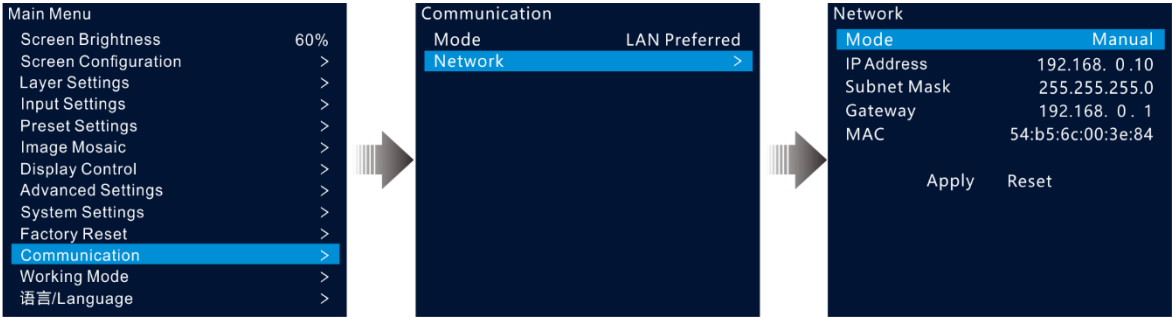 Main Menu
Screen Brightness 60%
Screen Configuration >
Layer Settings >
Input Settings >
Preset Settings >
Image Mosaic >
Display Control >
Advanced Settings >
System Settings >
Factory Reset >
Communication >
Working Mode >
语言/Language >
Communication
Mode LAN Preferred
Network >
Network
Mode Manual
IP Address 192.168. 0.10
Subnet Mask 255.255.255.0
Gateway 192.168. 0. 1
MAC 54:b5:6c:00:3e:84
Apply Reset